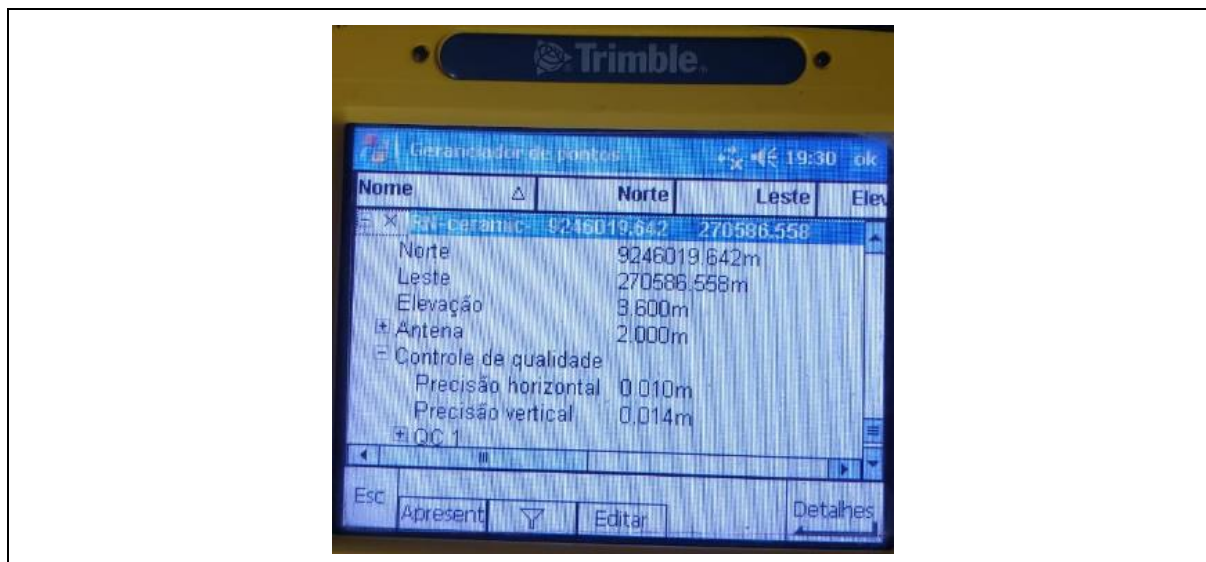 Trimble
Gerenciador de pontos 19:30 ok
Nome Norte Leste Elev
RN-ceramic- 9246019.642 270586.558
Norte 9246019.642m
Leste 270586.558m
Elevação 3.600m
Antena 2.000m
Controle de qualidade
Precisão horizontal 0.010m
Precisão vertical 0.014m
QC 1
Esc Apresent Editar Detalhes